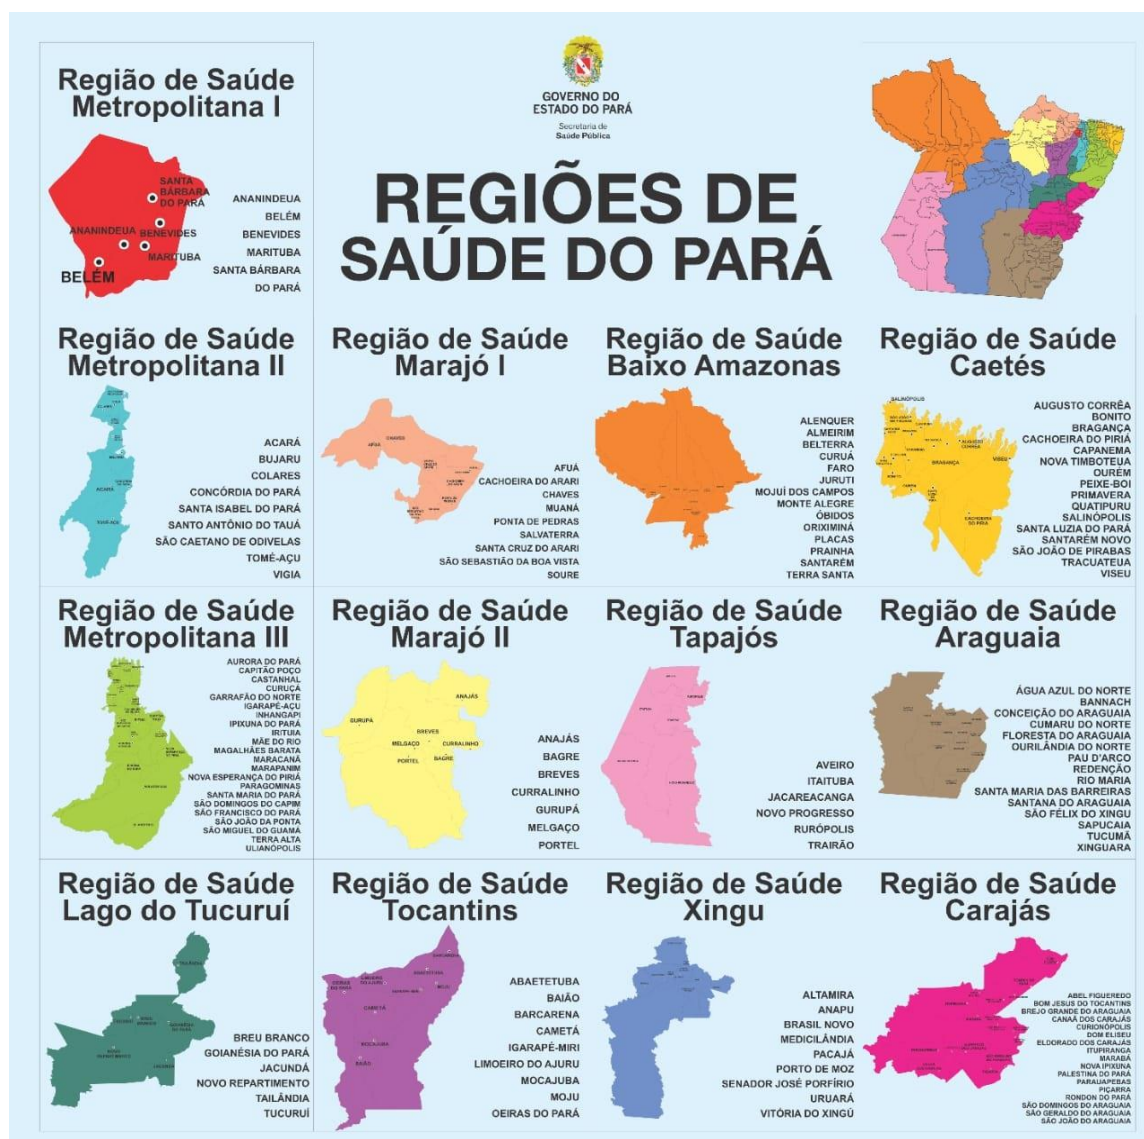 Região de Saúde
Metropolitana I
SANTA
BÁRBARA
DO PARÁ
ANANINDEUA
BENEVIDES
MARITUBA
BELÉM
ANANINDEUA
BELÉM
BENEVIDES
MARITUBA
SANTA BÁRBARA
DO PARÁ
GOVERNO DO
ESTADO DO PARÁ
Secretaria de
Saúde Pública
REGIÕES DE
SAÚDE DO PARÁ
Região de Saúde
Metropolitana II
ACARÁ
TOMÉ-AÇU
ACARÁ
BUJARU
COLARES
CONCÓRDIA DO PARÁ
SANTA ISABEL DO PARÁ
SANTO ANTÔNIO DO TAUÁ
SÃO CAETANO DE ODIVELAS
TOMÉ-AÇU
VIGIA
Região de Saúde
Marajó I
AFUÁ
CHAVES
AFUÁ
CACHOEIRA DO ARARI
CHAVES
MUANÁ
PONTA DE PEDRAS
SALVATERRA
SANTA CRUZ DO ARARI
SÃO SEBASTIÃO DA BOA VISTA
SOURE
Região de Saúde
Baixo Amazonas
ALENQUER
ALMEIRIM
BELTERRA
CURUÁ
FARO
JURUTI
MOJUÍ DOS CAMPOS
MONTE ALEGRE
ÓBIDOS
ORIXIMINÁ
PLACAS
PRAINHA
SANTARÉM
TERRA SANTA
Região de Saúde
Caetés
SALINÓPOLIS
AUGUSTO
CORRÊA
BRAGANÇA
VISEU
CACHOEIRA
DO PIRIÁ
AUGUSTO CORRÊA
BONITO
BRAGANÇA
CACHOEIRA DO PIRIÁ
CAPANEMA
NOVA TIMBOTEUA
OURÉM
PEIXE-BOI
PRIMAVERA
QUATIPURU
SALINÓPOLIS
SANTA LUZIA DO PARÁ
SANTARÉM NOVO
SÃO JOÃO DE PIRABAS
TRACUATEUA
VISEU
Região de Saúde
Metropolitana III
AURORA DO PARÁ
CAPITÃO POÇO
CASTANHAL
CURUÇÁ
GARRAFÃO DO NORTE
IGARAPÉ-AÇU
INHANGAPI
IPIXUNA DO PARÁ
IRITUIA
MÃE DO RIO
MAGALHÃES BARATA
MARACANÃ
MARAPANIM
NOVA ESPERANÇA DO PIRIÁ
PARAGOMINAS
SANTA MARIA DO PARÁ
SÃO DOMINGOS DO CAPIM
SÃO FRANCISCO DO PARÁ
SÃO JOÃO DA PONTA
SÃO MIGUEL DO GUAMÁ
TERRA ALTA
ULIANÓPOLIS
Região de Saúde
Marajó II
ANAJÁS
GURUPÁ
BREVES
MELGAÇO
CURRALINHO
PORTEL
BAGRE
ANAJÁS
BAGRE
BREVES
CURRALINHO
GURUPÁ
MELGAÇO
PORTEL
Região de Saúde
Tapajós
AVEIRO
ITAITUBA
JACAREACANGA
NOVO PROGRESSO
RURÓPOLIS
TRAIRÃO
Região de Saúde
Araguaia
ÁGUA AZUL DO NORTE
BANNACH
CONCEIÇÃO DO ARAGUAIA
CUMARU DO NORTE
FLORESTA DO ARAGUAIA
OURILÂNDIA DO NORTE
PAU D'ARCO
REDENÇÃO
RIO MARIA
SANTA MARIA DAS BARREIRAS
SANTANA DO ARAGUAIA
SÃO FÉLIX DO XINGU
SAPUCAIA
TUCUMÃ
XINGUARA
Região de Saúde
Lago do Tucuruí
BREU BRANCO
GOIANÉSIA DO PARÁ
JACUNDÁ
NOVO REPARTIMENTO
TAILÂNDIA
TUCURUÍ
Região de Saúde
Tocantins
CAMETÁ
MOJU
MOCAJUBA
BAIÃO
ABAETETUBA
BAIÃO
BARCARENA
CAMETÁ
IGARAPÉ-MIRI
LIMOEIRO DO AJURU
MOCAJUBA
MOJU
OEIRAS DO PARÁ
Região de Saúde
Xingu
ALTAMIRA
ANAPU
BRASIL NOVO
MEDICILÂNDIA
PACAJÁ
PORTO DE MOZ
SENADOR JOSÉ PORFÍRIO
URUARÁ
VITÓRIA DO XINGÚ
Região de Saúde
Carajás
ABEL FIGUEREDO
BOM JESUS DO TOCANTINS
BREJO GRANDE DO ARAGUAIA
CANAÃ DOS CARAJÁS
CURIONÓPOLIS
DOM ELISEU
ELDORADO DOS CARAJÁS
ITUPIRANGA
MARABÁ
NOVA IPIXUNA
PALESTINA DO PARÁ
PARAUAPEBAS
PIÇARRA
RONDON DO PARÁ
SÃO DOMINGOS DO ARAGUAIA
SÃO GERALDO DO ARAGUAIA
SÃO JOÃO DO ARAGUAIA